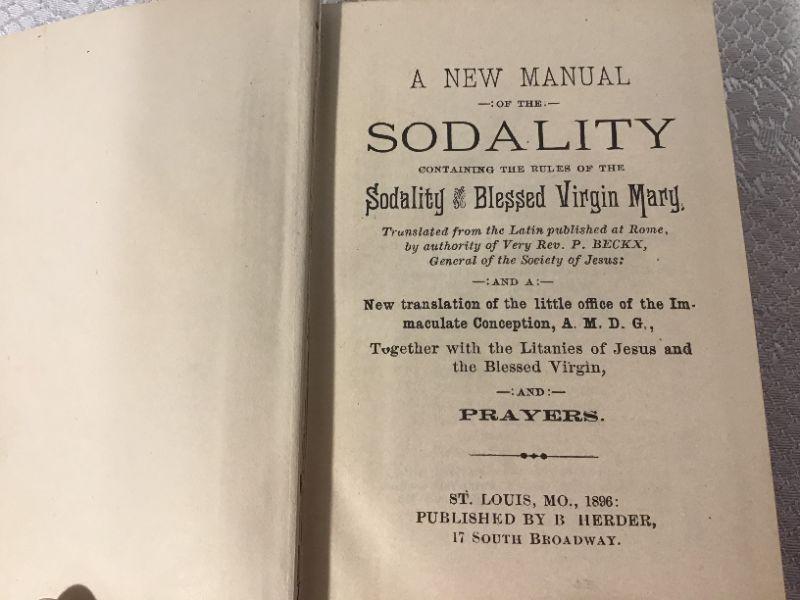 A NEW MANUAL
—:OF THE:—
SODALITY
CONTAINING THE RULES OF THE
Sodality Blessed Virgin Mary,
Translated from the Latin published at Rome,
by authority of Very Rev. P. BECKX,
General of the Society of Jesus:
—:AND A:—
New translation of the little office of the Im-
maculate Conception, A. M. D. G.,
Together with the Litanies of Jesus and
the Blessed Virgin,
—:AND:—
PRAYERS.
ST. LOUIS, MO., 1896:
PUBLISHED BY B HERDER,
17 SOUTH BROADWAY.